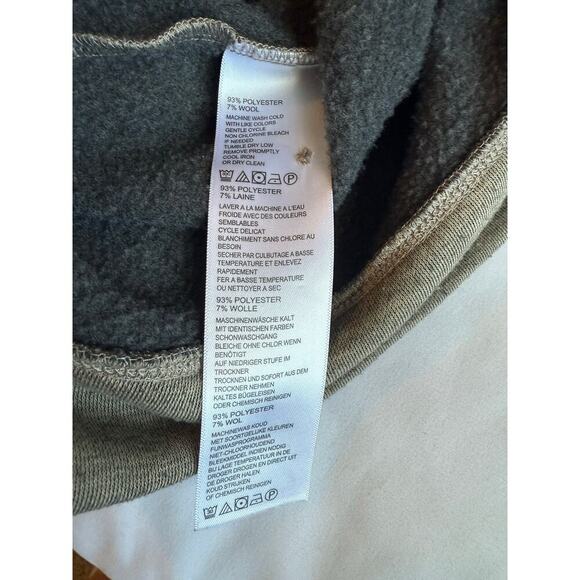 93% POLYESTER
7% WOOL
MACHINE WASH COLD
WITH LIKE COLORS
GENTLE CYCLE
NON CHLORINE BLEACH
IF NEEDED
TUMBLE DRY LOW
REMOVE PROMPTLY
COOL IRON
OR DRY CLEAN
93% POLYESTER
7% LAINE
LAVER A LA MACHINE A L'EAU
FROIDE AVEC DES COULEURS
SEMBLABLES
CYCLE DELICAT
BLANCHIMENT SANS CHLORE AU
BESOIN
SECHER PAR CULBUTAGE A BASSE
TEMPERATURE ET ENLEVEZ
RAPIDEMENT
FER A BASSE TEMPERATURE
OU NETTOYER A SEC
93% POLYESTER
7% WOLLE
MASCHINENWÄSCHE KALT
MIT IDENTISCHEN FARBEN
SCHONWASCHGANG
BLEICHE OHNE CHLOR WENN
BENÖTIGT
AUF NIEDRIGER STUFE IM
TROCKNER
TROCKNEN UND SOFORT AUS DEM
TROCKNER NEHMEN
KALTES BÜGELEISEN
ODER CHEMISCH REINIGEN
93% POLYESTER
7% WOL
MACHINEWAS KOUD
MET SOORTGELIJKE KLEUREN
FIJNWASPROGRAMMA
NIET-CHLOORHOUDEND
BLEEKMIDDEL INDIEN NODIG
BIJ LAGE TEMPERATUUR IN DE
DROGER DROGEN EN DIRECT UIT
DE DROGER HALEN
KOUD STRIJKEN
OF CHEMISCH REINIGEN